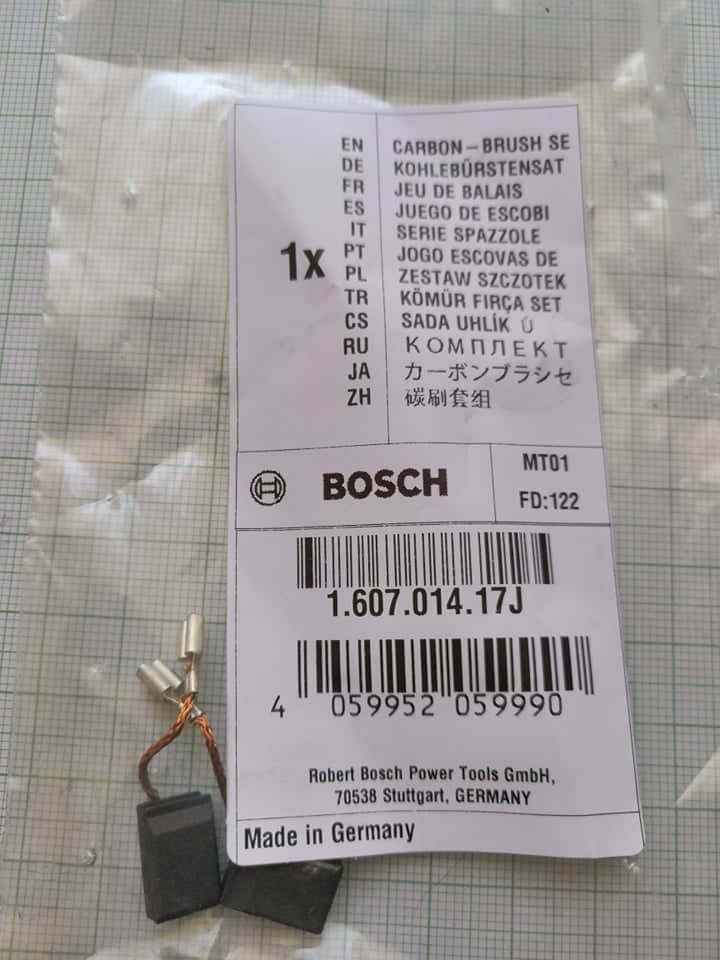 1x
EN CARBON-BRUSH SE
DE KOHLEBÜRSTENSAT
FR JEU DE BALAIS
ES JUEGO DE ESCOBI
IT SERIE SPAZZOLE
PT JOGO ESCOVAS DE
PL ZESTAW SZCZOTEK
TR KÖMÜR FIRÇA SET
CS SADA UHLÍK Ů
RU КОМПЛЕКТ
JA カーボンブラシセ
ZH 碳刷套组
BOSCH
MT01
FD:122
1.607.014.17J
4 059952 059990
Robert Bosch Power Tools GmbH,
70538 Stuttgart, GERMANY
Made in Germany